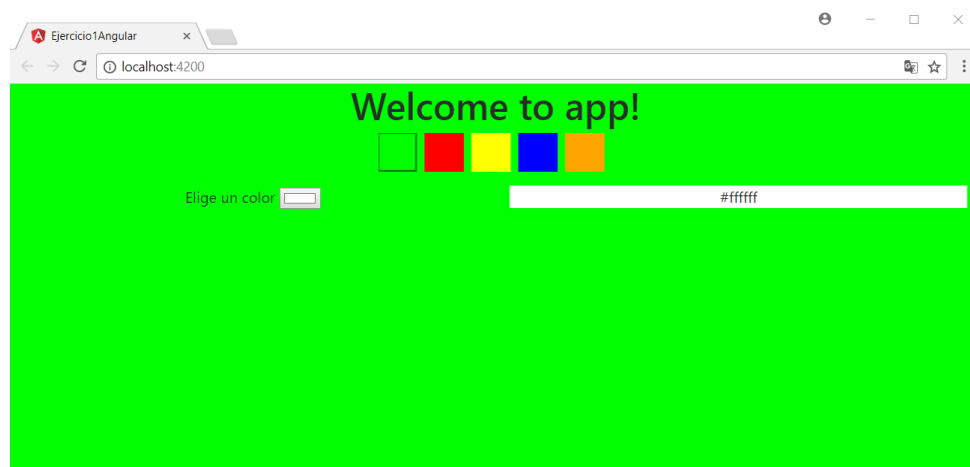 Ejercicio1Angular
localhost:4200
Welcome to app!
Elige un color
#ffffff